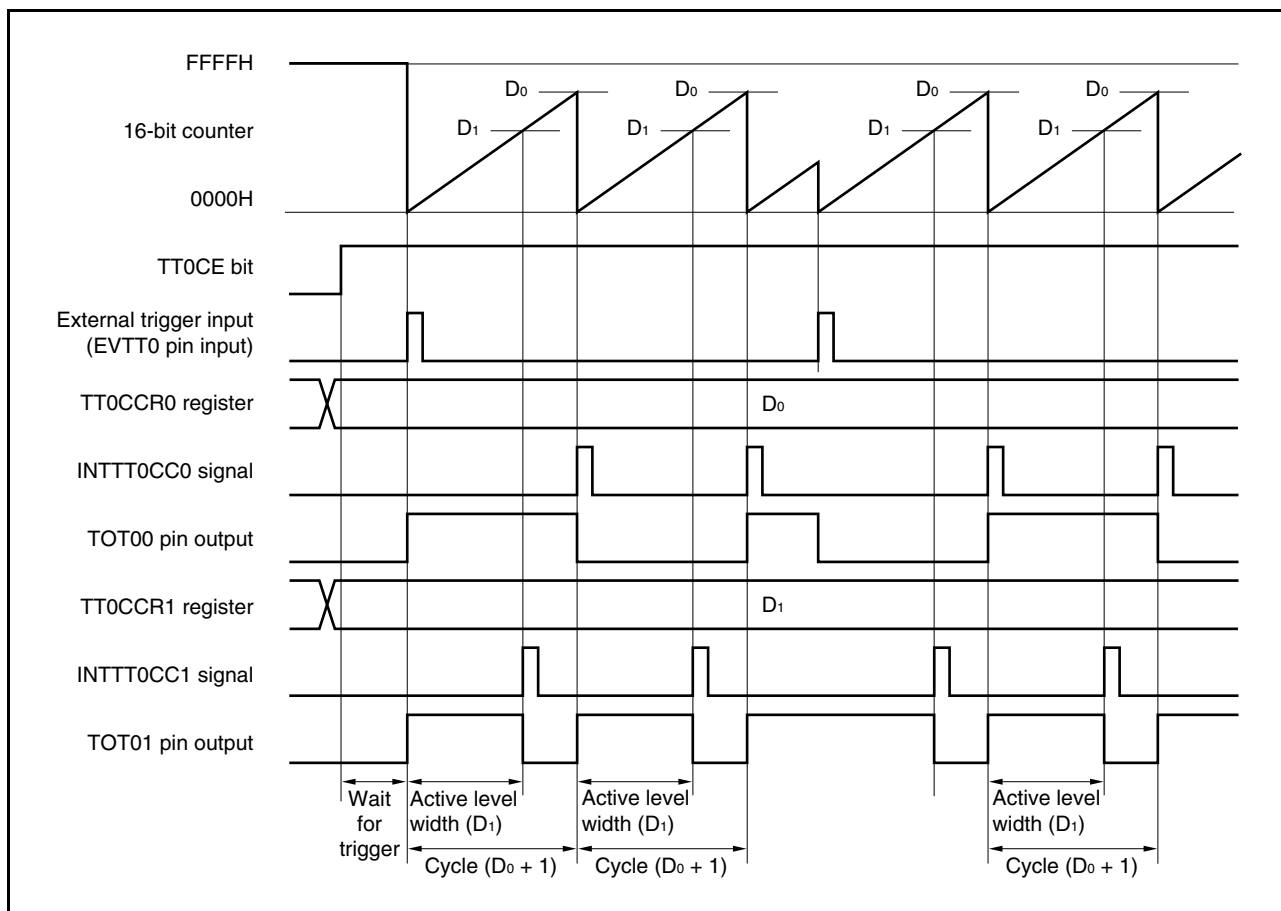 FFFFH
D0 D0 D0 D0
16-bit counter
D1 D1 D1 D1
0000H
TT0CE bit
External trigger input
(EVTT0 pin input)
TT0CCR0 register
D0
INTTT0CC0 signal
TOT00 pin output
TT0CCR1 register
D1
INTTT0CC1 signal
TOT01 pin output
Wait
for
trigger
Active level
width (D1)
Cycle (D0 + 1)
Active level
width (D1)
Cycle (D0 + 1)
Active level
width (D1)
Cycle (D0 + 1)